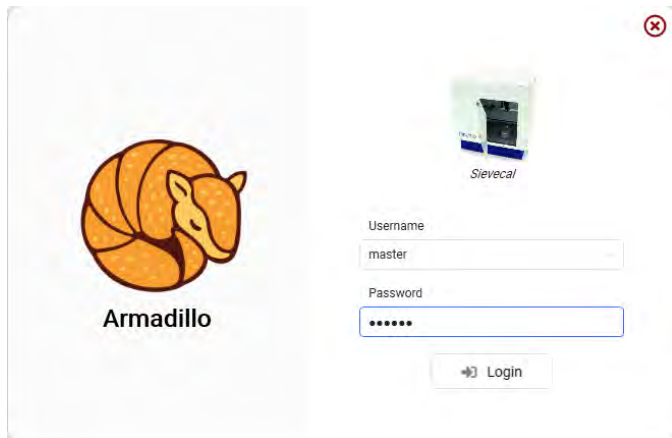 Armadillo
Sievecal
Username
master
Password
••••••
Login